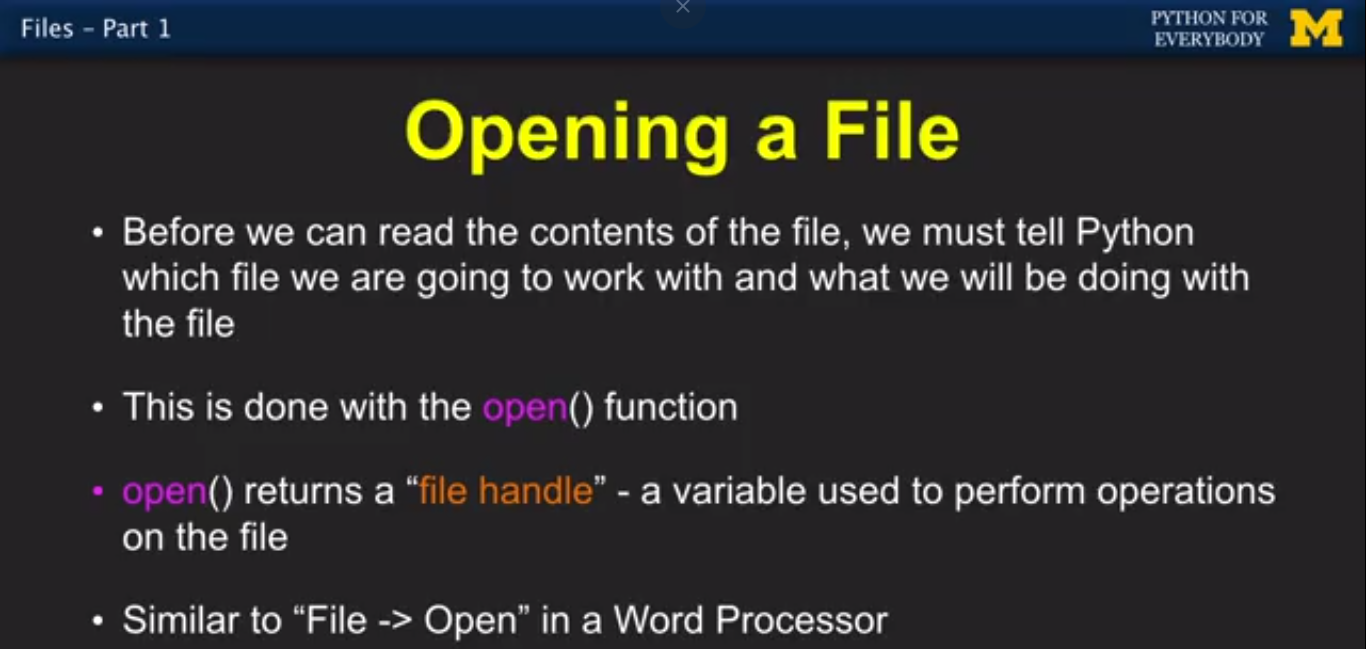 Files – Part 1
PYTHON FOR
EVERYBODY
M
Opening a File
• Before we can read the contents of the file, we must tell Python
which file we are going to work with and what we will be doing with
the file
• This is done with the open() function
• open() returns a “file handle” - a variable used to perform operations
on the file
• Similar to “File -> Open” in a Word Processor